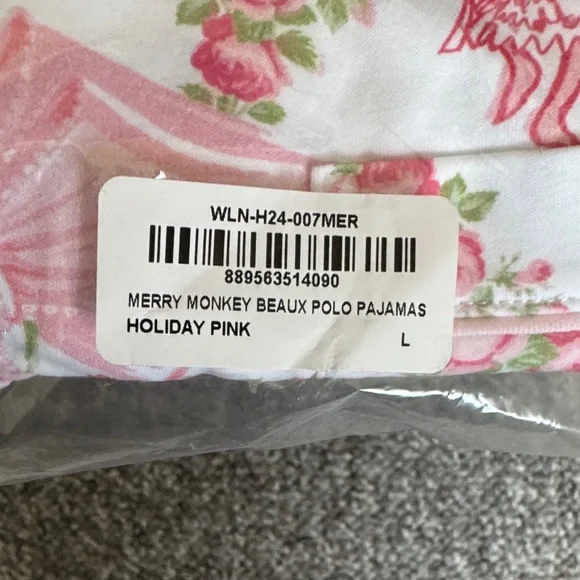 WLN-H24-007MER
889563514090
MERRY MONKEY BEAUX POLO PAJAMAS
HOLIDAY PINK
L